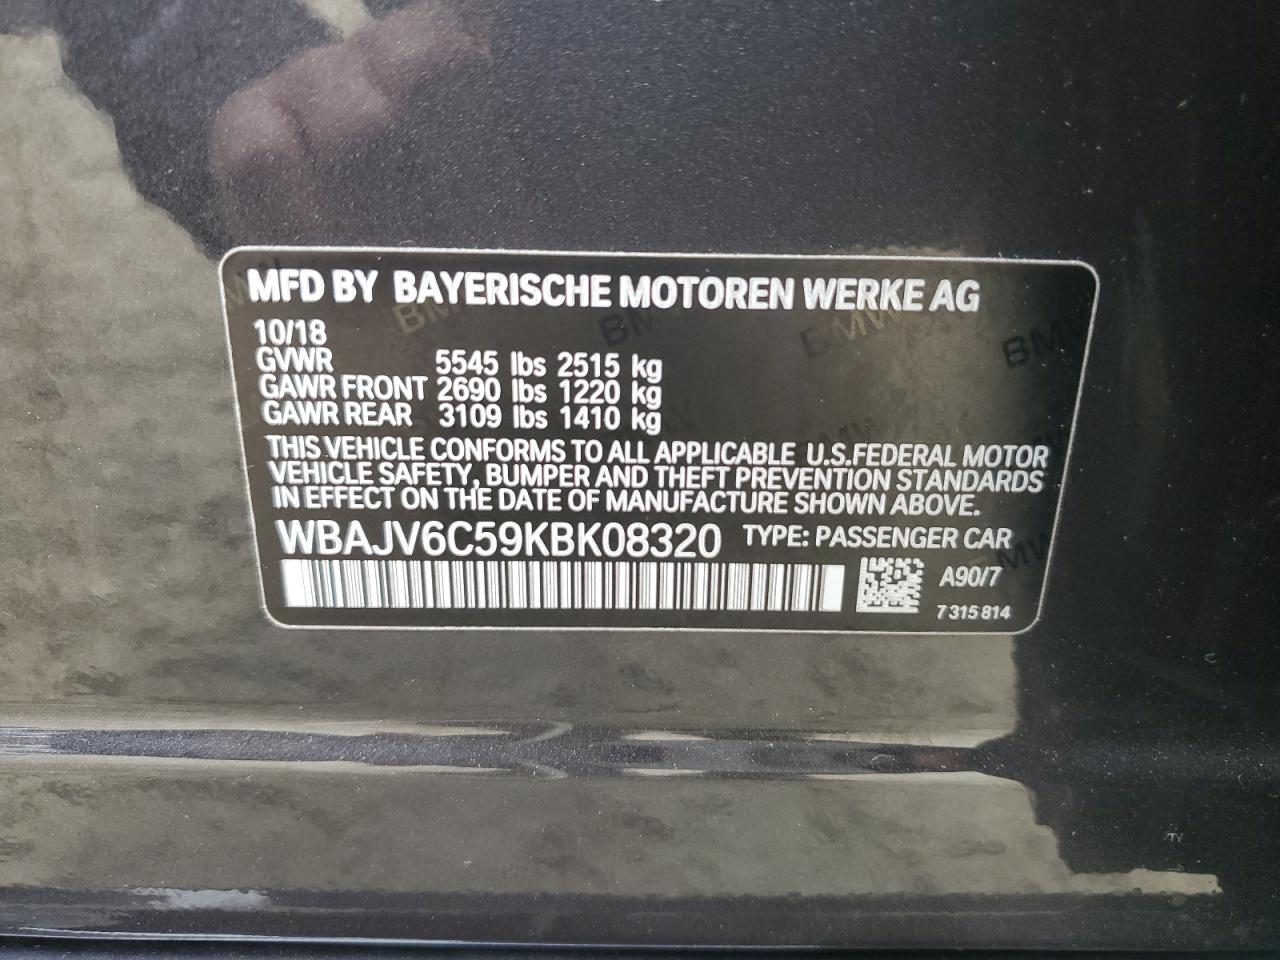 MFD BY BAYERISCHE MOTOREN WERKE AG
10/18
GVWR 5545 lbs 2515 kg
GAWR FRONT 2690 lbs 1220 kg
GAWR REAR 3109 lbs 1410 kg
THIS VEHICLE CONFORMS TO ALL APPLICABLE U.S.FEDERAL MOTOR
VEHICLE SAFETY, BUMPER AND THEFT PREVENTION STANDARDS
IN EFFECT ON THE DATE OF MANUFACTURE SHOWN ABOVE.
WBAJV6C59KBK08320 TYPE: PASSENGER CAR
A90/7
7 315 814